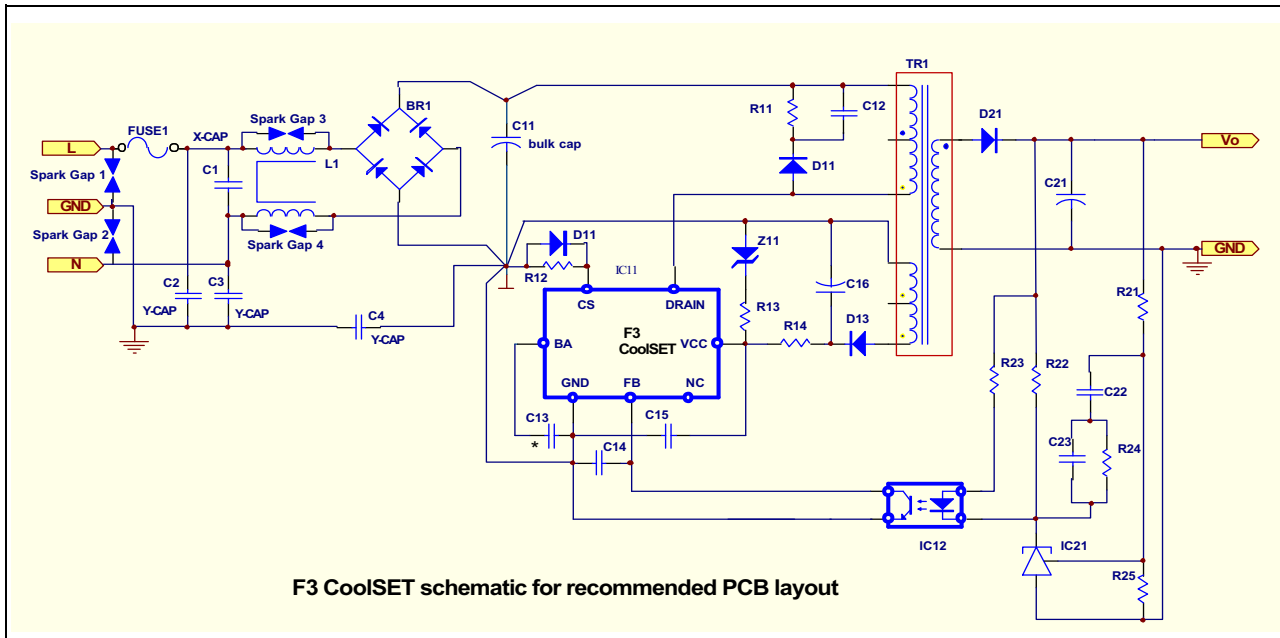 TR1
BR1
FUSE1
X-CAP
Spark Gap 3
C11
bulk cap
R11
C12
D21
L
C1
L1
D11
Vo
Spark Gap 1
GND
C21
Spark Gap 2
Spark Gap 4
D11
Z11
GND
N
R12
IC11
C2
C3
C16
Y-CAP
Y-CAP
CS
DRAIN
R13
R21
C4
Y-CAP
F3
CoolSET
BA
VCC
R14
D13
R23
R22
GND
FB
NC
C22
C13
*
C15
C14
C23
R24
IC12
IC21
R25
F3 CoolSET schematic for recommended PCB layout